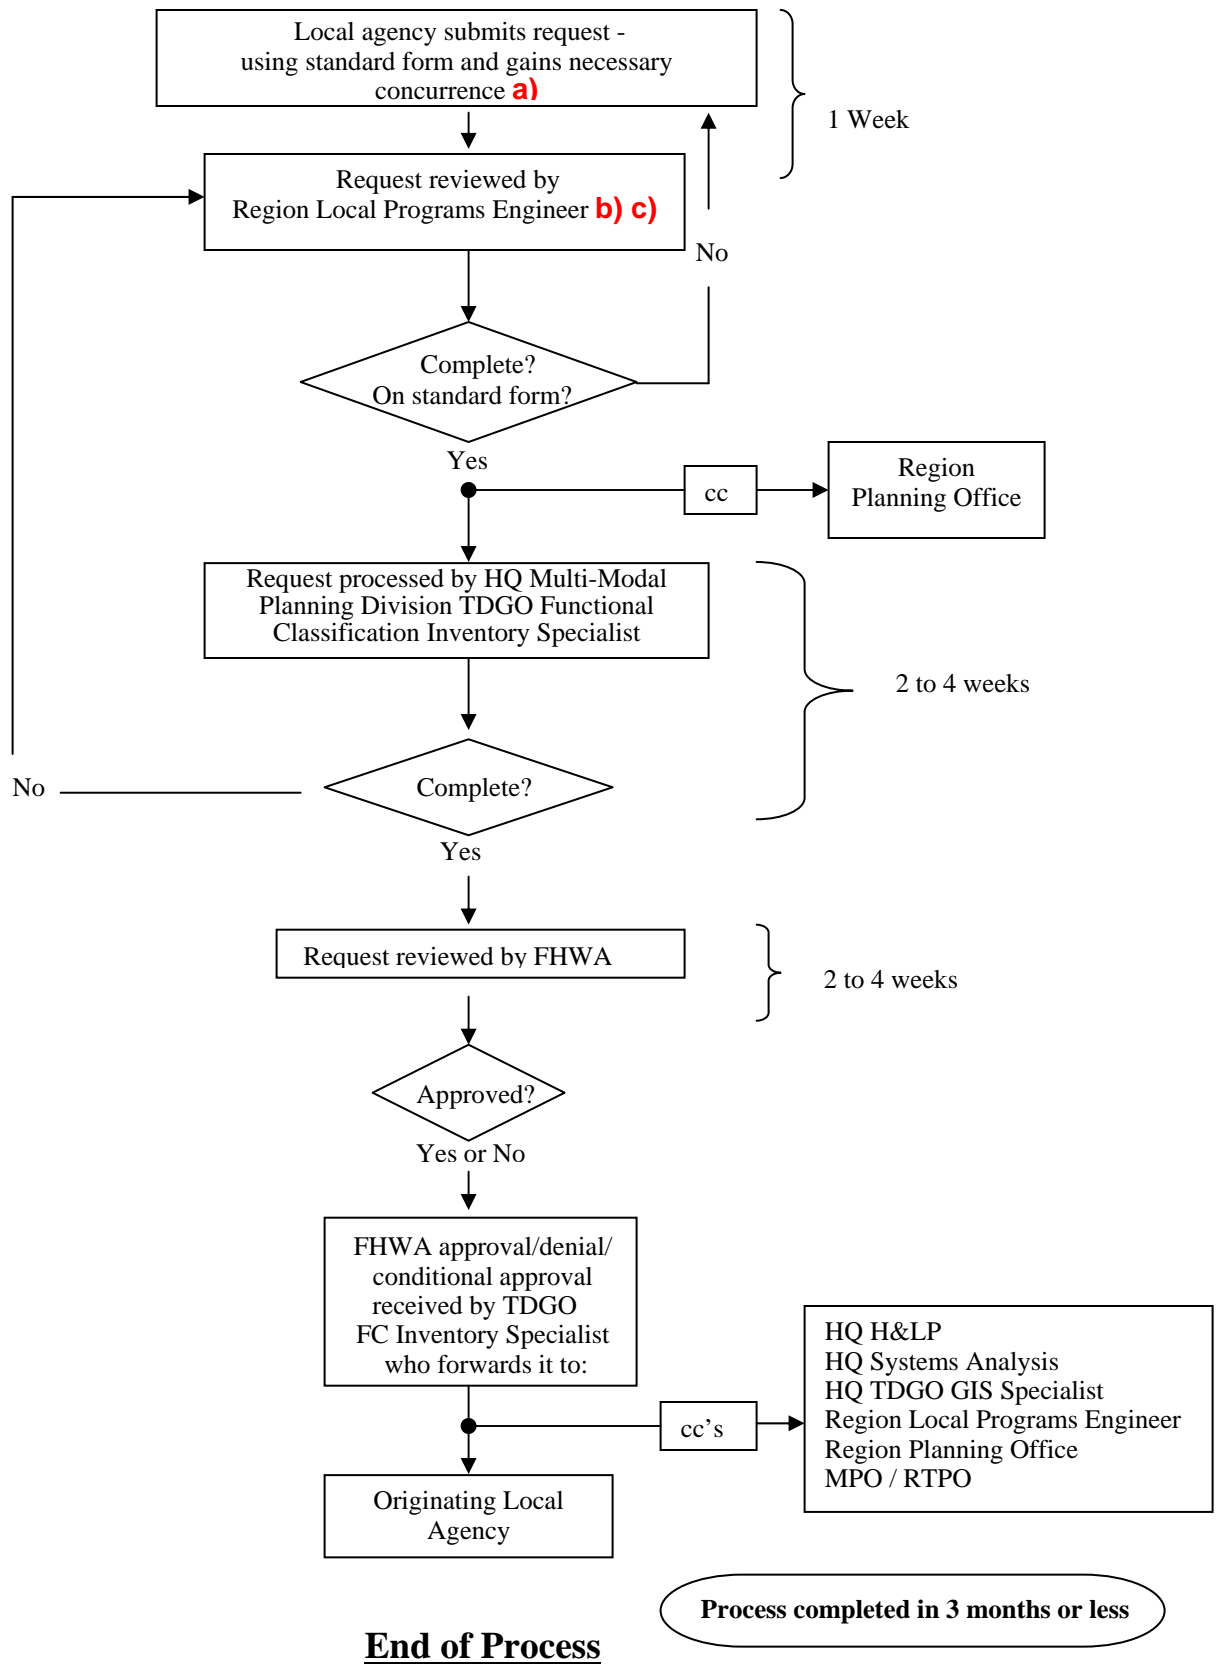 Local agency submits request -
using standard form and gains necessary
concurrence a)
1 Week
Request reviewed by
Region Local Programs Engineer b) c)
No
Complete?
On standard form?
Yes
cc
Region
Planning Office
Request processed by HQ Multi-Modal
Planning Division TDGO Functional
Classification Inventory Specialist
2 to 4 weeks
Complete?
No
Yes
Request reviewed by FHWA
2 to 4 weeks
Approved?
Yes or No
FHWA approval/denial/
conditional approval
received by TDGO
FC Inventory Specialist
who forwards it to:
cc’s
HQ H&LP
HQ Systems Analysis
HQ TDGO GIS Specialist
Region Local Programs Engineer
Region Planning Office
MPO / RTPO
Originating Local
Agency
Process completed in 3 months or less
End of Process